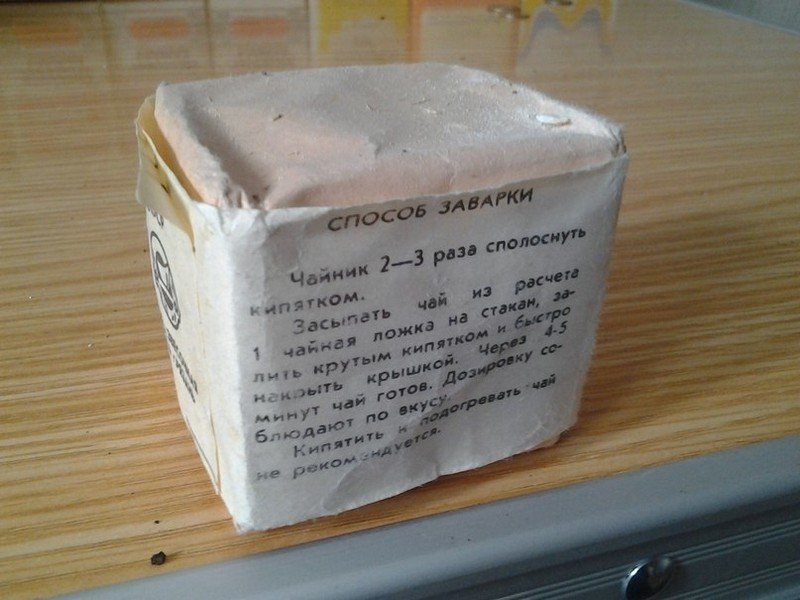 СПОСОБ ЗАВАРКИ
Чайник 2—3 раза сполоснуть
кипятком.
Засыпать чай из расчета
1 чайная ложка на стакан, за-
лить крутым кипятком и быстро
накрыть крышкой. Через 4-5
минут чай готов. Дозировку со-
блюдают по вкусу.
Кипятить и подогревать чай
не рекомендуется.